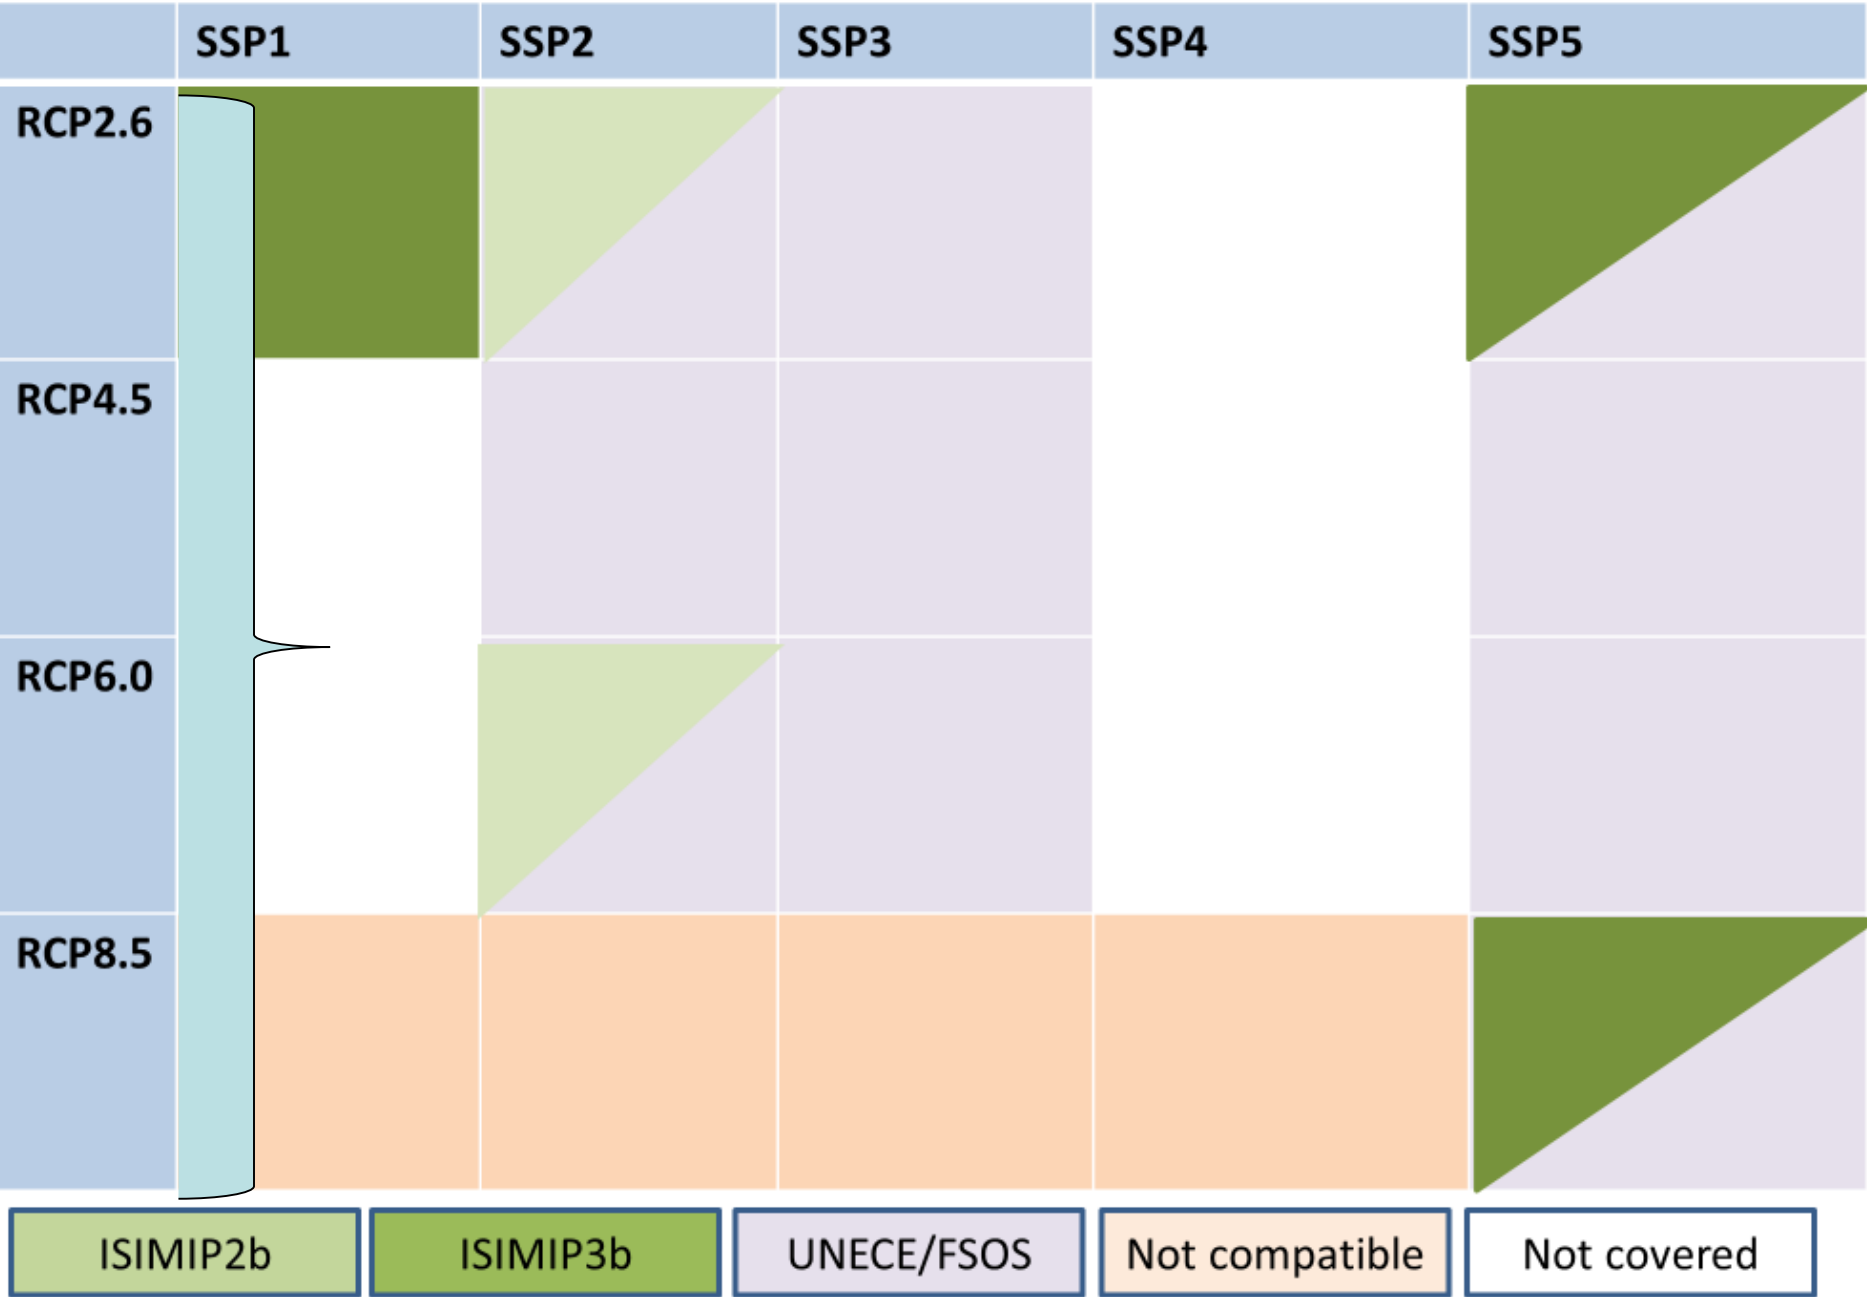 SSP1 SSP2 SSP3 SSP4 SSP5
RCP2.6
RCP4.5
RCP6.0
RCP8.5
ISIMIP2b ISIMIP3b UNECE/FSOS Not compatible Not covered